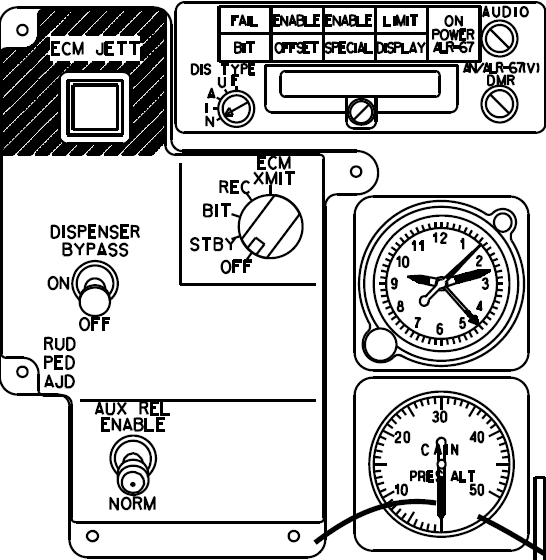 ECM JETT
FAIL ENABLE ENABLE LIMIT ON POWER ALR-67
BIT OFFSET SPECIAL DISPLAY
AUDIO
DIS TYPE
U F
A
I
N
AN/ALR-67(V)
DMR
ECM
XMIT
REC
BIT
STBY
OFF
DISPENSER
BYPASS
ON
OFF
RUD
PED
AJD
AUX REL
ENABLE
NORM
12
11 1
10 2
9 3
8 4
7 5
6
30
20 40
CAIN
PRES ALT
10 50